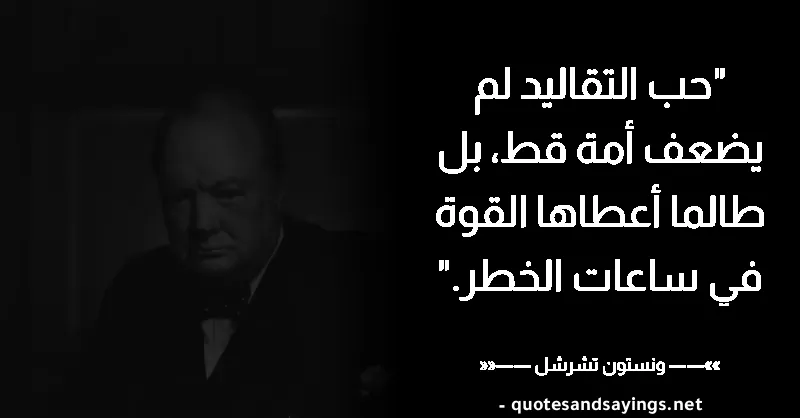 "حب التقاليد لم
يضعف أمة قط، بل
طالما أعطاها القوة
في ساعات الخطر."
»»—— ونستون تشرشل ——««
- quotesandsayings.net